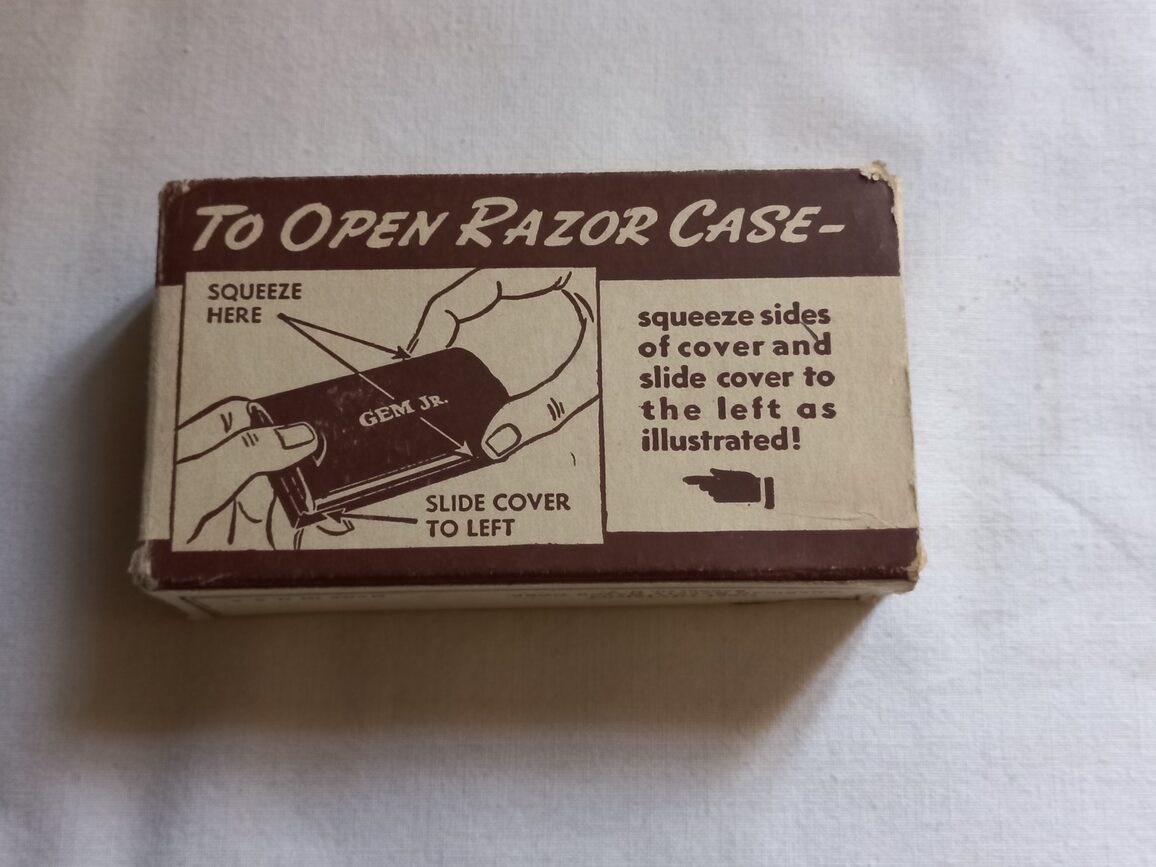 To Open Razor Case-
SQUEEZE
HERE
GEM JR.
SLIDE COVER
TO LEFT
squeeze sides
of cover and
slide cover to
the left as
illustrated!